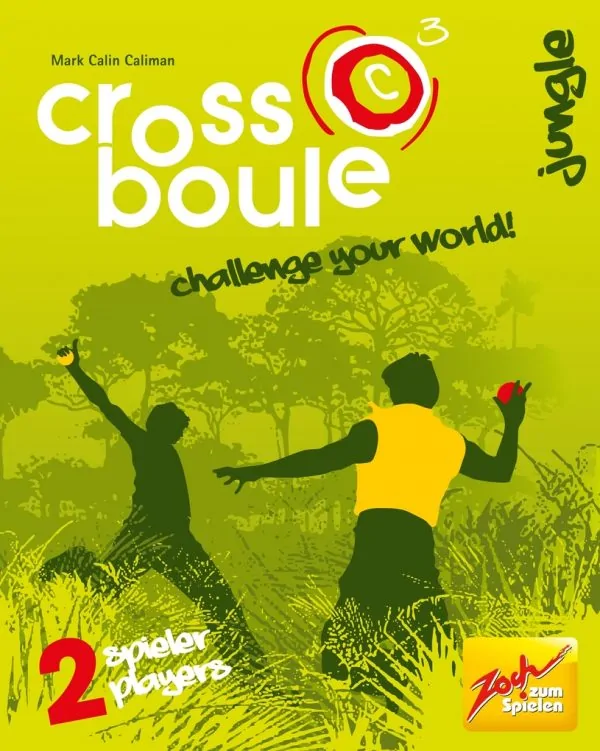 Mark Calin Caliman
cross
boule
c
3
jungle
challenge your world!
2
spieler
players
Zoch
zum
Spielen